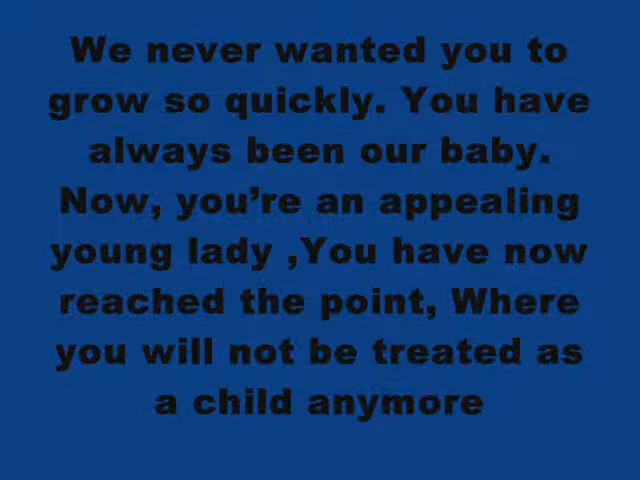 We never wanted you to
grow so quickly. You have
always been our baby.
Now, you’re an appealing
young lady ,You have now
reached the point, Where
you will not be treated as
a child anymore